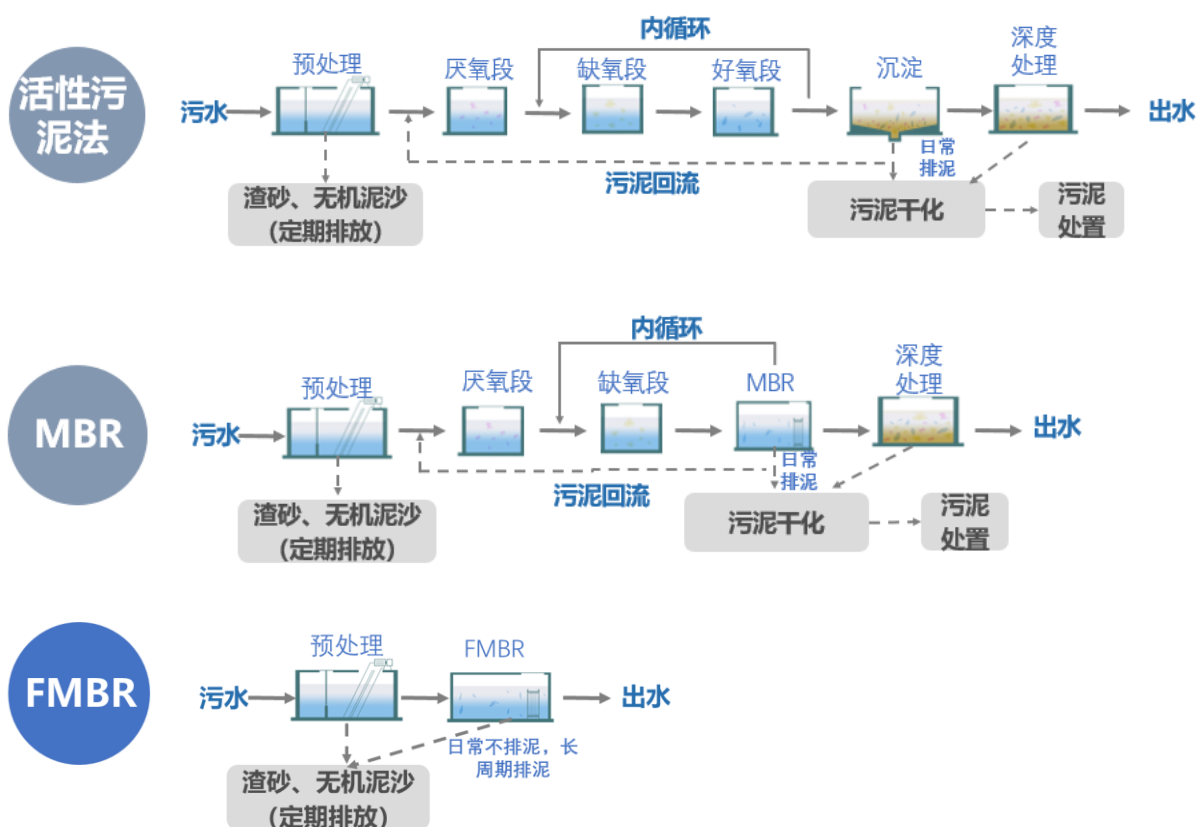 内循环
深度
处理
预处理
厌氧段
缺氧段
好氧段
沉淀
活性污
泥法
污水
出水
日常
排泥
污泥回流
渣砂、无机泥沙
(定期排放)
污泥干化
污泥
处置
内循环
深度
处理
预处理
厌氧段
缺氧段
MBR
MBR
污水
出水
日常
排泥
污泥回流
渣砂、无机泥沙
(定期排放)
污泥干化
污泥
处置
预处理
FMBR
FMBR
污水
出水
日常不排泥，长
周期排泥
渣砂、无机泥沙
(定期排放)